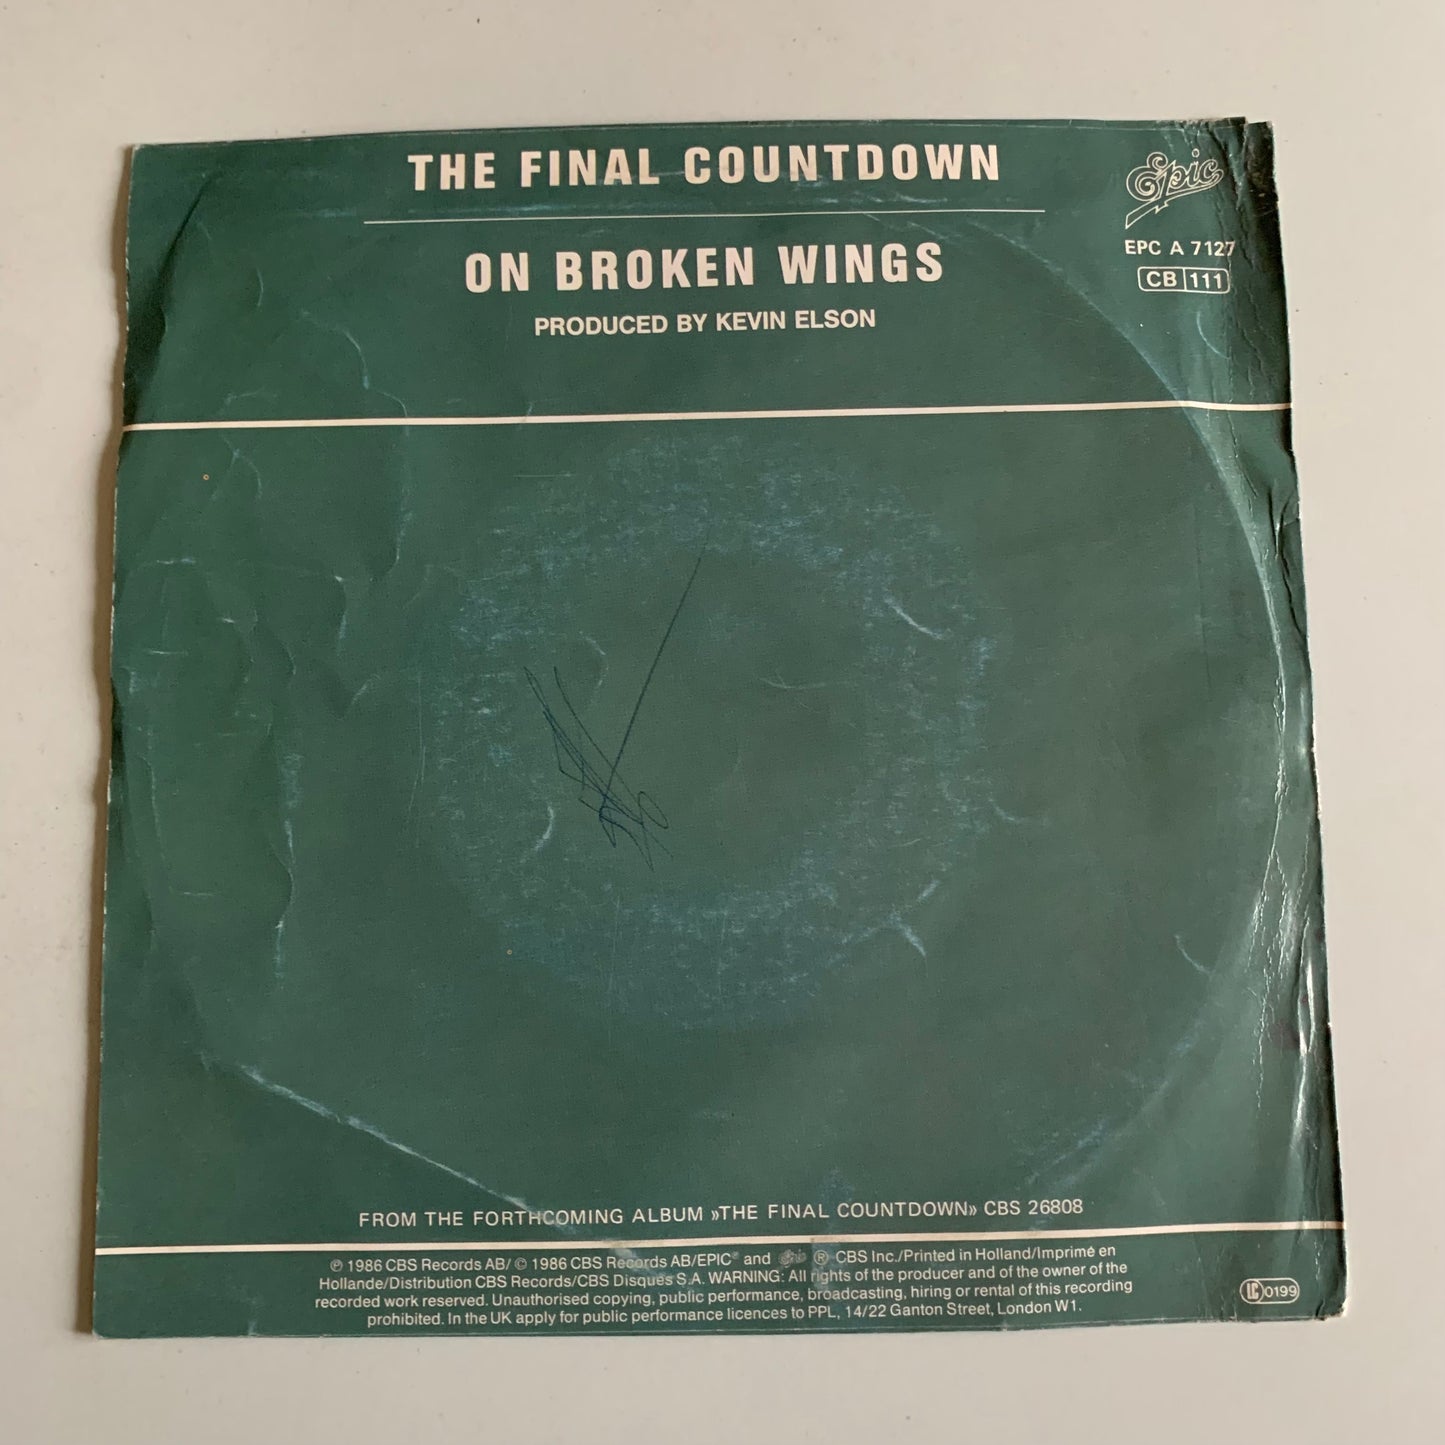 THE FINAL COUNTDOWN
ON BROKEN WINGS
PRODUCED BY KEVIN ELSON
Epic
EPC A 7127
CB 111
FROM THE FORTHCOMING ALBUM »THE FINAL COUNTDOWN» CBS 26808
℗ 1986 CBS Records AB/ © 1986 CBS Records AB/EPIC® and Epic ® CBS Inc./Printed in Holland/Imprimé en
Hollande/Distribution CBS Records/CBS Disques S.A. WARNING: All rights of the producer and of the owner of the
recorded work reserved. Unauthorised copying, public performance, broadcasting, hiring or rental of this recording
prohibited. In the UK apply for public performance licences to PPL, 14/22 Ganton Street, London W1.
LC 0199